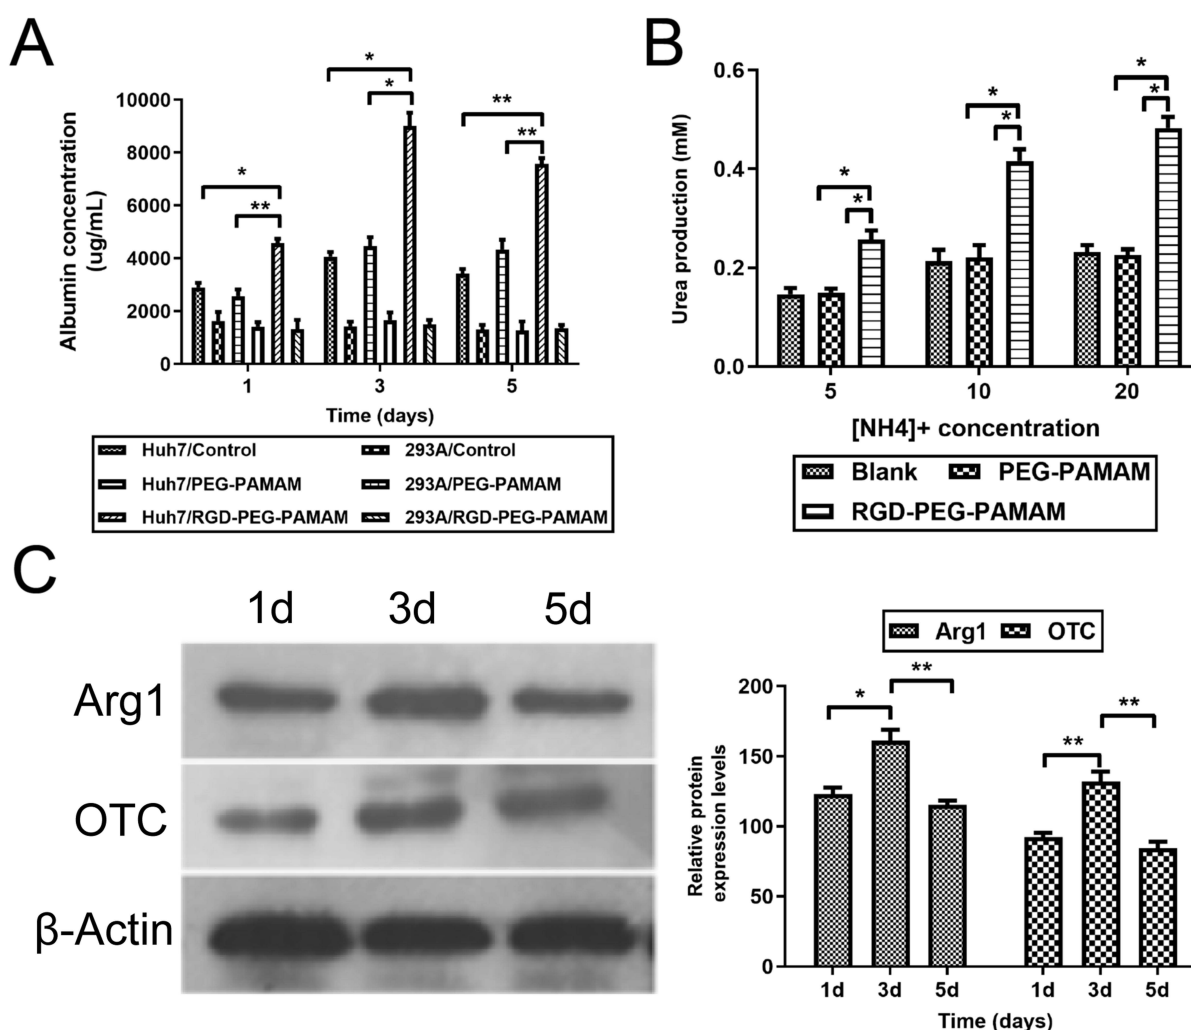 A
B
*
*
**
**
*
**
10000
8000
6000
4000
2000
0
Albumin concentration
(ug/mL)
1
3
5
Time (days)
Huh7/Control
293A/Control
Huh7/PEG-PAMAM
293A/PEG-PAMAM
Huh7/RGD-PEG-PAMAM
293A/RGD-PEG-PAMAM
*
*
*
*
*
*
0.6
0.4
0.2
0.0
Urea production (mM)
5
10
20
[NH4]+ concentration
Blank
PEG-PAMAM
RGD-PEG-PAMAM
C
1d
3d
5d
Arg1
OTC
β-Actin
Arg1
OTC
**
*
**
**
200
150
100
50
0
Relative protein
expression levels
1d
3d
5d
1d
3d
5d
Time (days)